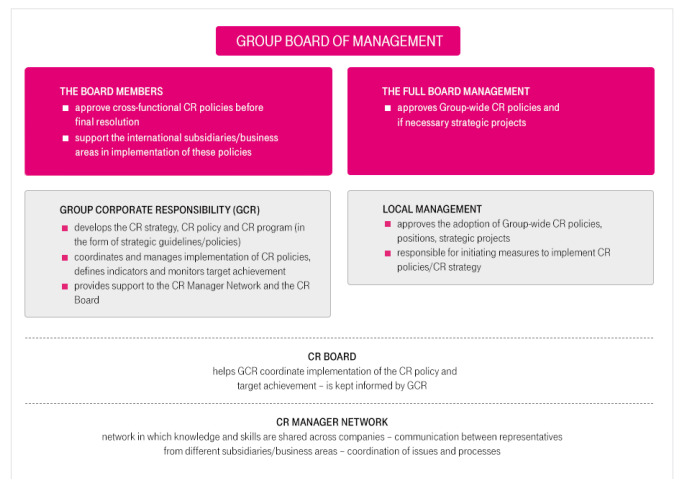 GROUP BOARD OF MANAGEMENT
THE BOARD MEMBERS
■ approve cross-functional CR policies before
final resolution
■ support the international subsidiaries/business
areas in implementation of these policies
THE FULL BOARD MANAGEMENT
■ approves Group-wide CR policies and
if necessary strategic projects
GROUP CORPORATE RESPONSIBILITY (GCR)
■ develops the CR strategy, CR policy and CR program (in
the form of strategic guidelines/policies)
■ coordinates and manages implementation of CR policies,
defines indicators and monitors target achievement
■ provides support to the CR Manager Network and the CR
Board
LOCAL MANAGEMENT
■ approves the adoption of Group-wide CR policies,
positions, strategic projects
■ responsible for initiating measures to implement CR
policies/CR strategy
CR BOARD
helps GCR coordinate implementation of the CR policy and
target achievement – is kept informed by GCR
CR MANAGER NETWORK
network in which knowledge and skills are shared across companies – communication between representatives
from different subsidiaries/business areas – coordination of issues and processes